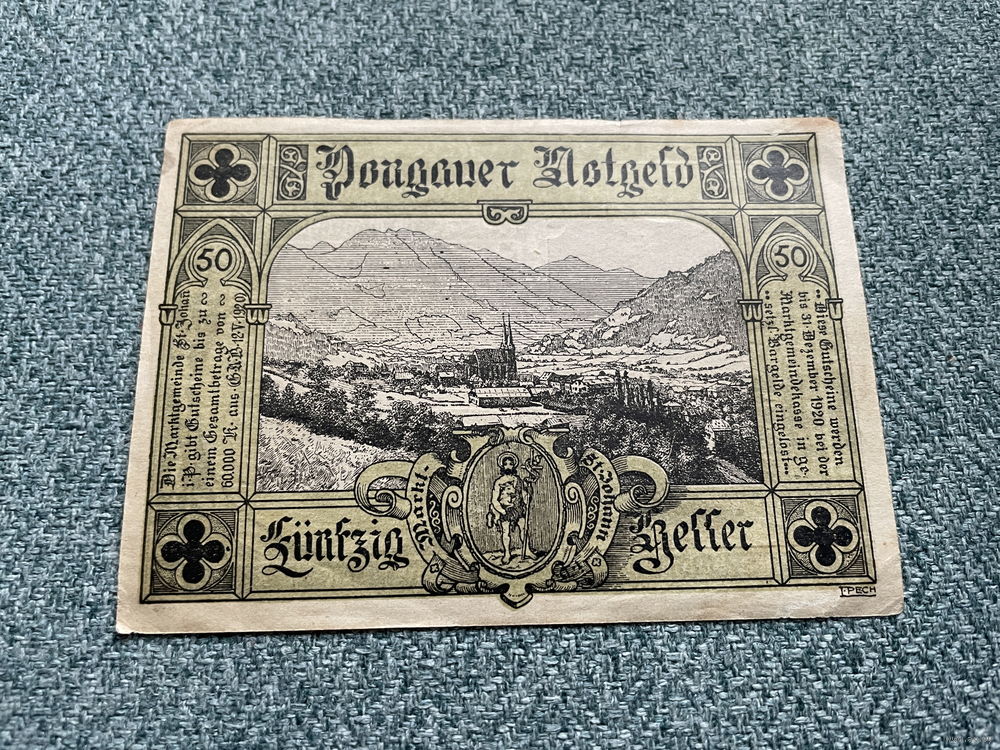 Pongauer Notgeld
50
50
Die Marktgemeinde St. Johann
i. P. gibt Gutscheine bis zu
einem Gesamtbetrage von
60.000 K. aus. G.R.B. 12.V.1920
Diese Gutscheine werden
bis 31. Dezember 1920 bei der
Marktgemeindekasse in ge-
setzl. Bargelde eingelöst
Markt-
St. Johann
Fünfzig
Heller
I. PECH